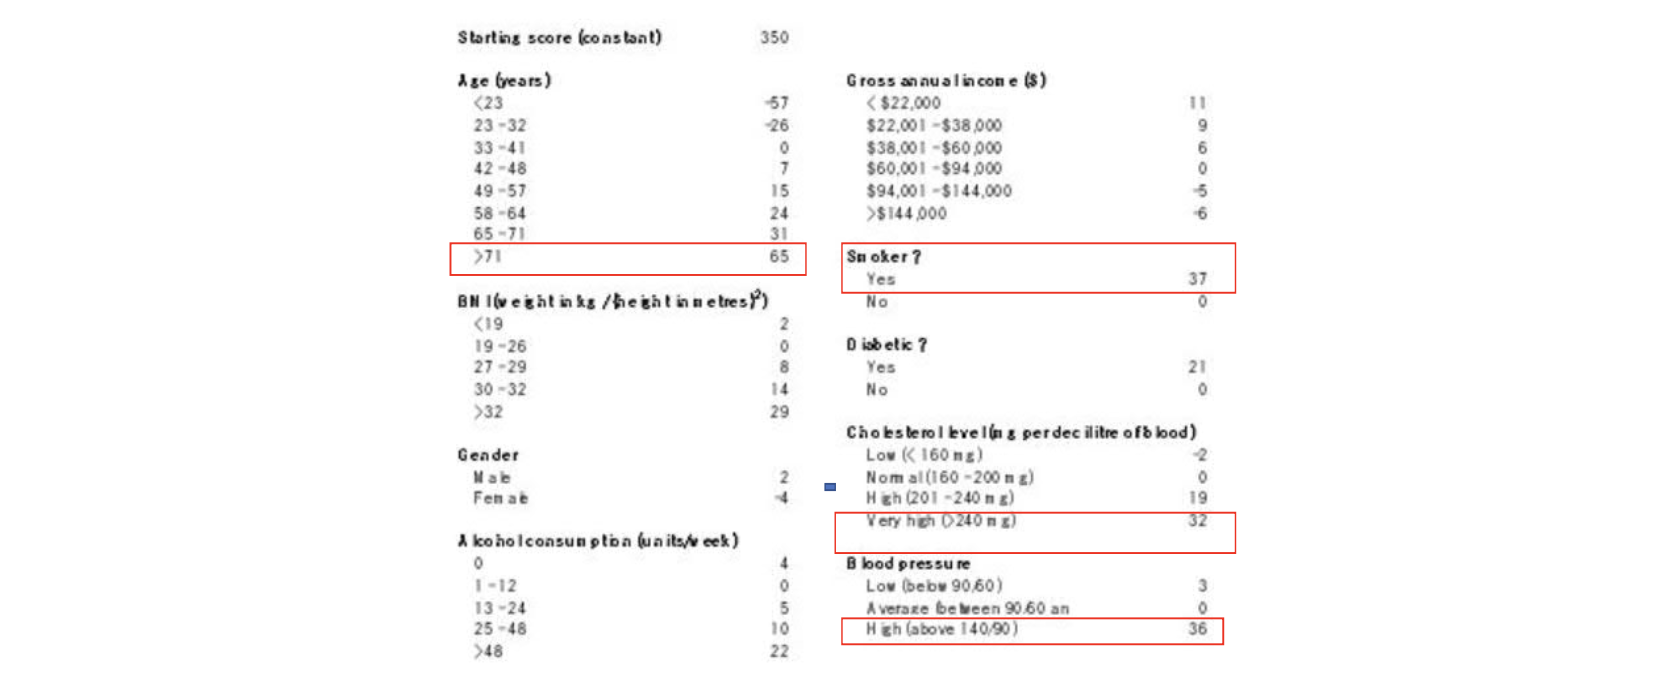 Starting score (constant) 350
Age (years)
<23 -57
23 -32 -26
33 -41 0
42 -48 7
49 -57 15
58 -64 24
65 -71 31
>71 65
BMI (weight in kg / (height in metres)²)
<19 2
19 -26 0
27 -29 8
30 -32 14
>32 29
Gender
Male 2
Female -4
Alcohol consumption (units/week)
0 4
1 -12 0
13 -24 5
25 -48 10
>48 22
Gross annual income ($)
< $22,000 11
$22,001 -$38,000 9
$38,001 -$60,000 6
$60,001 -$94,000 0
$94,001 -$144,000 -5
>$144,000 -6
Smoker?
Yes 37
No 0
Diabetic?
Yes 21
No 0
Cholesterol level (mg per decilitre of blood)
Low (< 160 mg) -2
Normal (160 -200 mg) 0
High (201 -240 mg) 19
Very high (>240 mg) 32
Blood pressure
Low (below 90/60) 3
Average (between 90/60 an 0
High (above 140/90) 36